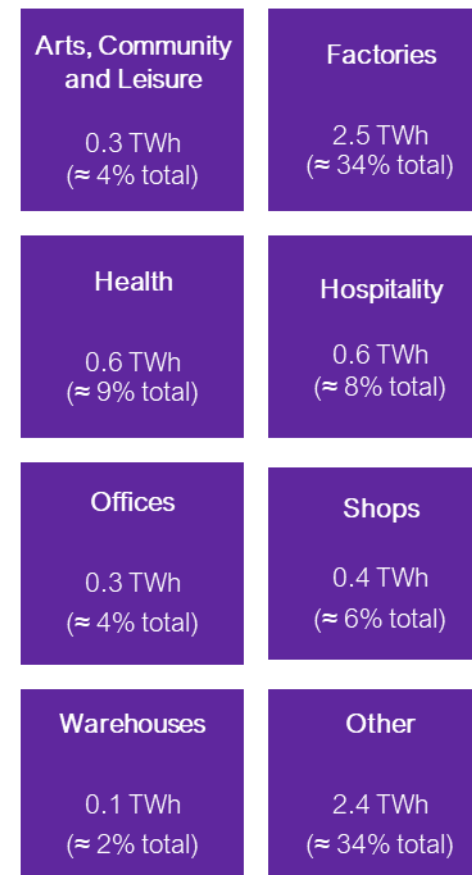 Arts, Community
and Leisure
0.3 TWh
(≈ 4% total)
Factories
2.5 TWh
(≈ 34% total)
Health
0.6 TWh
(≈ 9% total)
Hospitality
0.6 TWh
(≈ 8% total)
Offices
0.3 TWh
(≈ 4% total)
Shops
0.4 TWh
(≈ 6% total)
Warehouses
0.1 TWh
(≈ 2% total)
Other
2.4 TWh
(≈ 34% total)